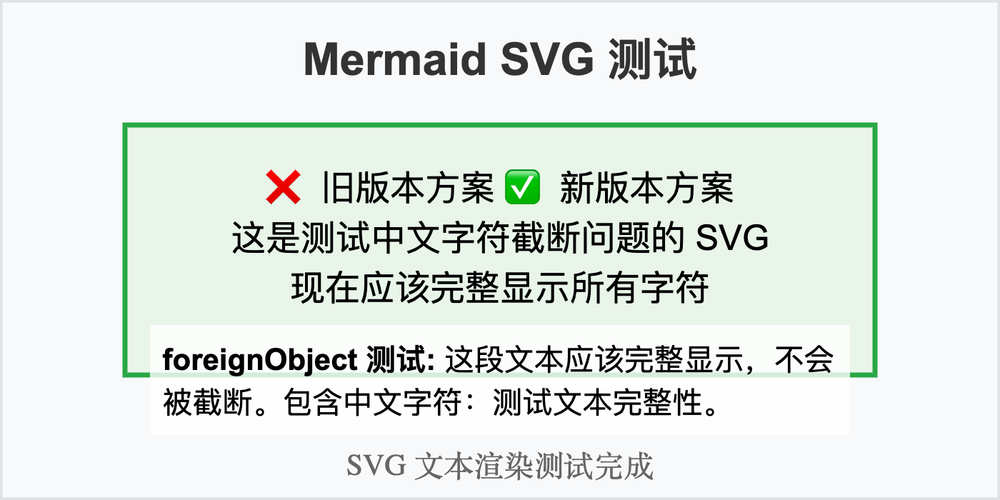 Mermaid SVG 测试
❌ 旧版本方案 ✅ 新版本方案
这是测试中文字符截断问题的 SVG
现在应该完整显示所有字符
foreignObject 测试: 这段文本应该完整显示，不会
被截断。包含中文字符：测试文本完整性。
SVG 文本渲染测试完成